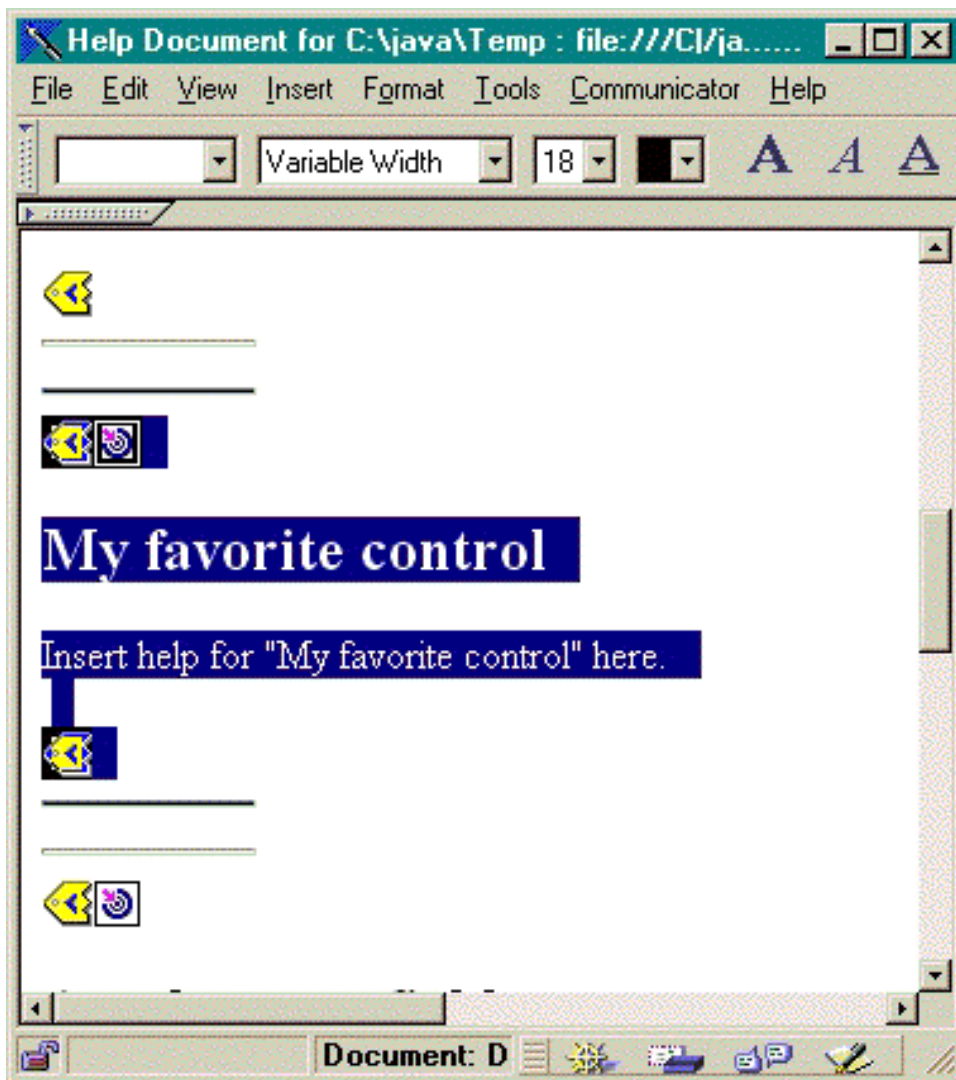 Help Document for C:\java\Temp : file:///C|/ja......
File Edit View Insert Format Tools Communicator Help
Variable Width 18 A A A
My favorite control
Insert help for "My favorite control" here.
Document: D